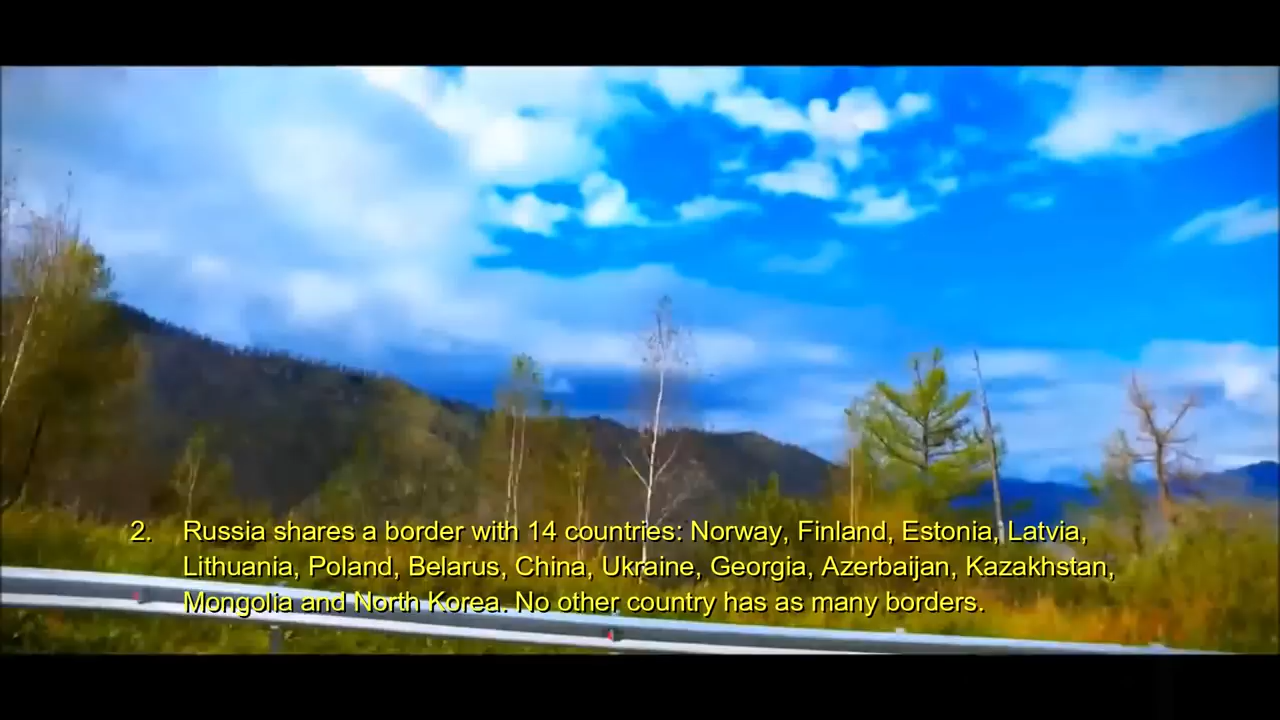 2. Russia shares a border with 14 countries: Norway, Finland, Estonia, Latvia,
Lithuania, Poland, Belarus, China, Ukraine, Georgia, Azerbaijan, Kazakhstan,
Mongolia and North Korea. No other country has as many borders.